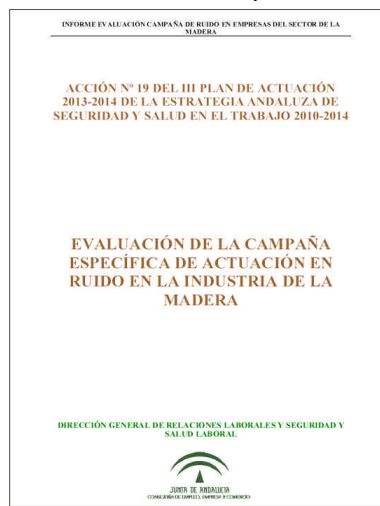 INFORME EVALUACIÓN CAMPAÑA DE RUIDO EN EMPRESAS DEL SECTOR DE LA
MADERA
ACCIÓN Nº 19 DEL III PLAN DE ACTUACIÓN
2013-2014 DE LA ESTRATEGIA ANDALUZA DE
SEGURIDAD Y SALUD EN EL TRABAJO 2010-2014
EVALUACIÓN DE LA CAMPAÑA
ESPECÍFICA DE ACTUACIÓN EN
RUIDO EN LA INDUSTRIA DE LA
MADERA
DIRECCIÓN GENERAL DE RELACIONES LABORALES Y SEGURIDAD Y
SALUD LABORAL
JUNTA DE ANDALUCIA
CONSEJERÍA DE EMPLEO, EMPRESA Y COMERCIO